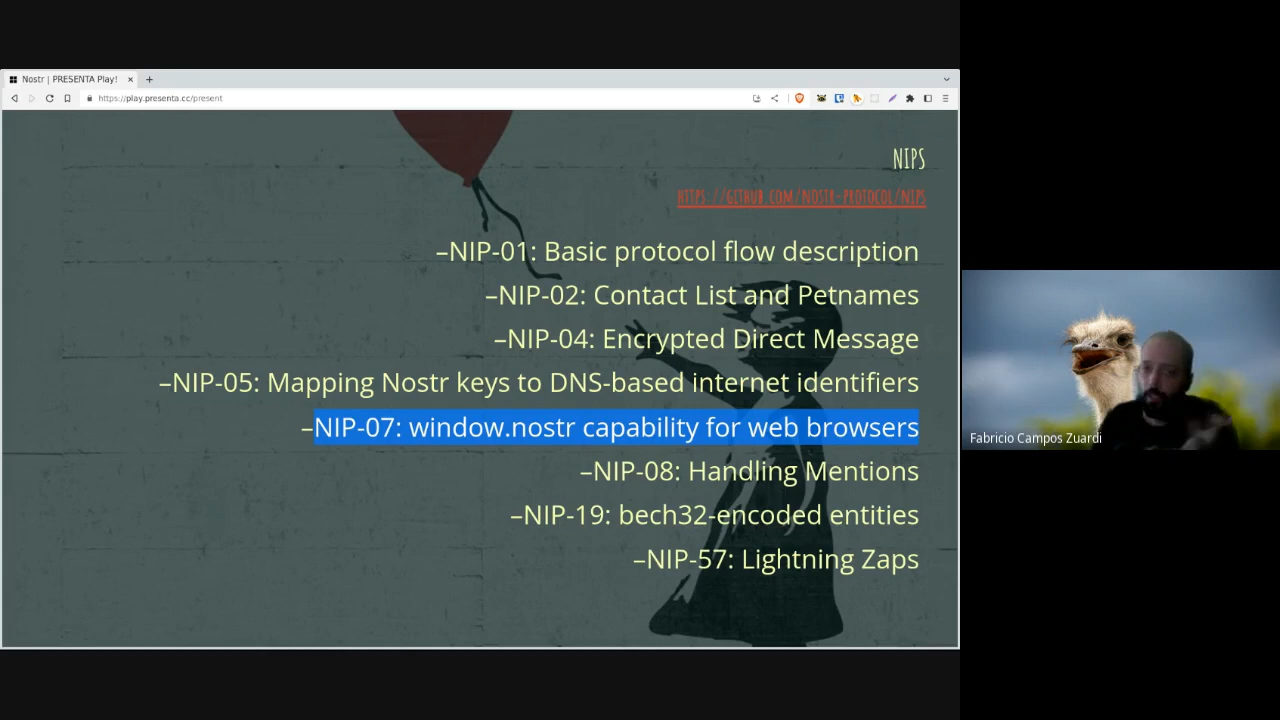 Nostr | PRESENTA Play!
https://play.presenta.cc/present
NIPS
HTTPS://GITHUB.COM/NOSTR-PROTOCOL/NIPS
–NIP-01: Basic protocol flow description
–NIP-02: Contact List and Petnames
–NIP-04: Encrypted Direct Message
–NIP-05: Mapping Nostr keys to DNS-based internet identifiers
–NIP-07: window.nostr capability for web browsers
–NIP-08: Handling Mentions
–NIP-19: bech32-encoded entities
–NIP-57: Lightning Zaps
Fabricio Campos Zuardi